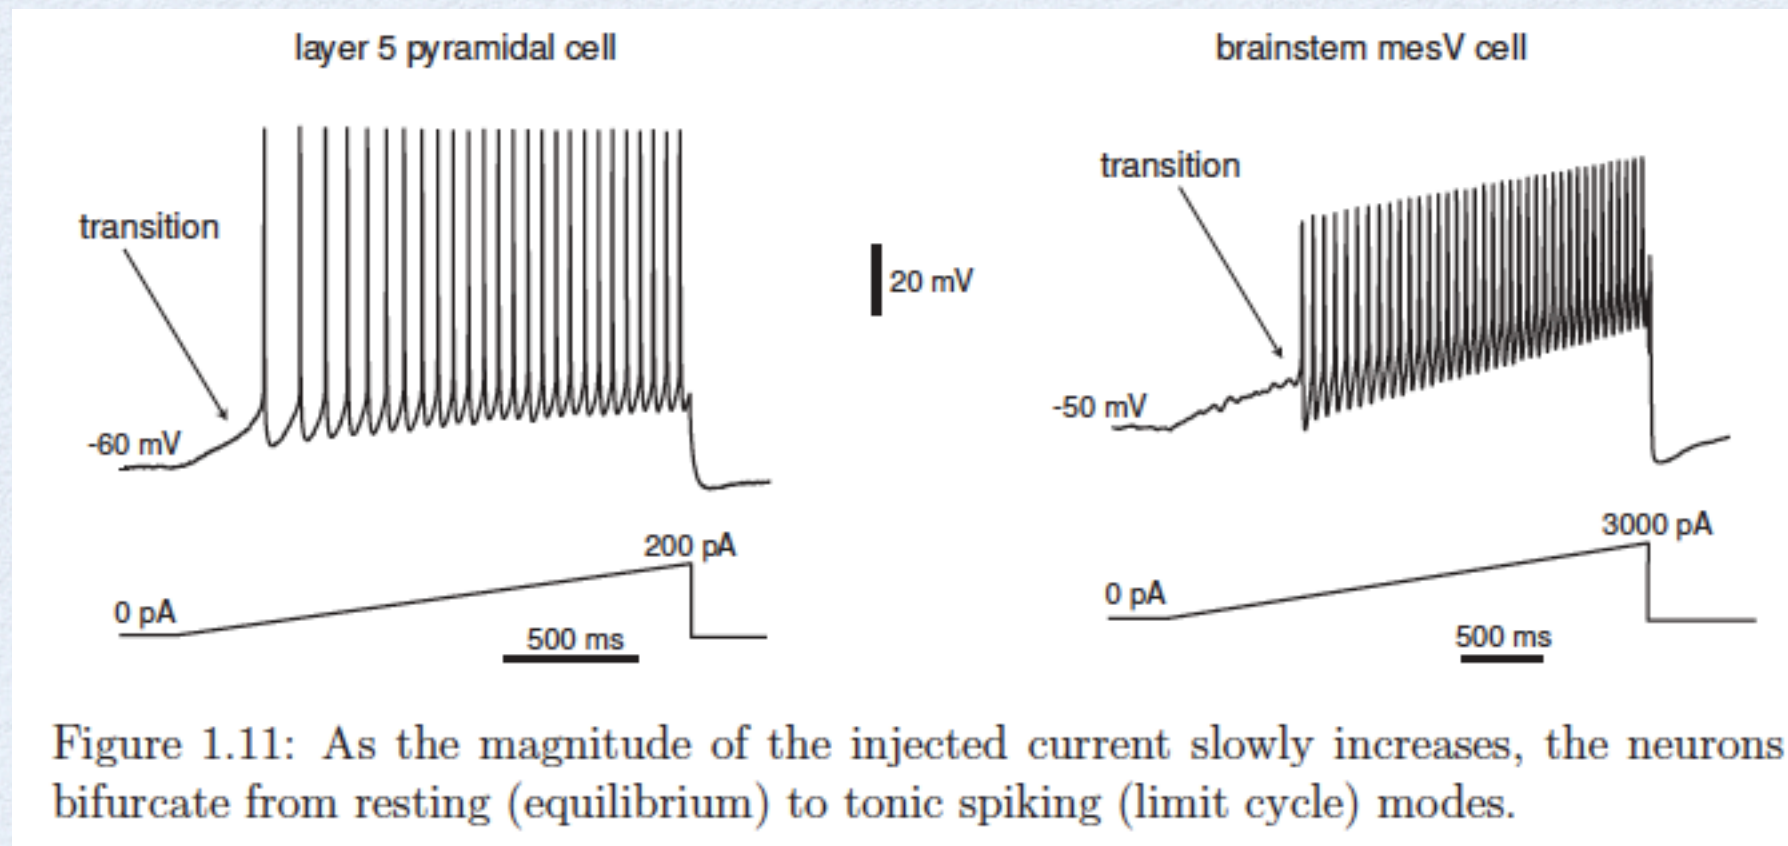 layer 5 pyramidal cell
brainstem mesV cell
transition
transition
20 mV
-60 mV
-50 mV
200 pA
3000 pA
0 pA
0 pA
500 ms
500 ms
Figure 1.11: As the magnitude of the injected current slowly increases, the neurons
bifurcate from resting (equilibrium) to tonic spiking (limit cycle) modes.